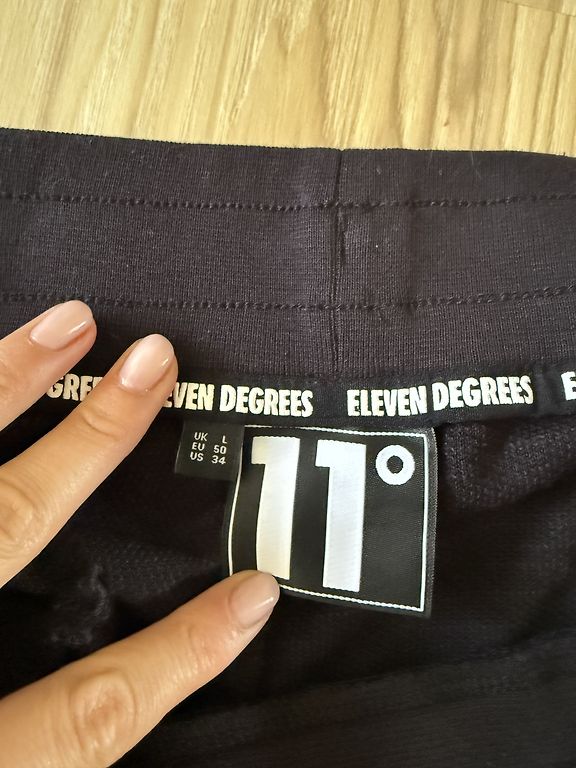 GREES ELEVEN DEGREES ELEVEN DEGREES E
UK L
EU 50
US 34
11°